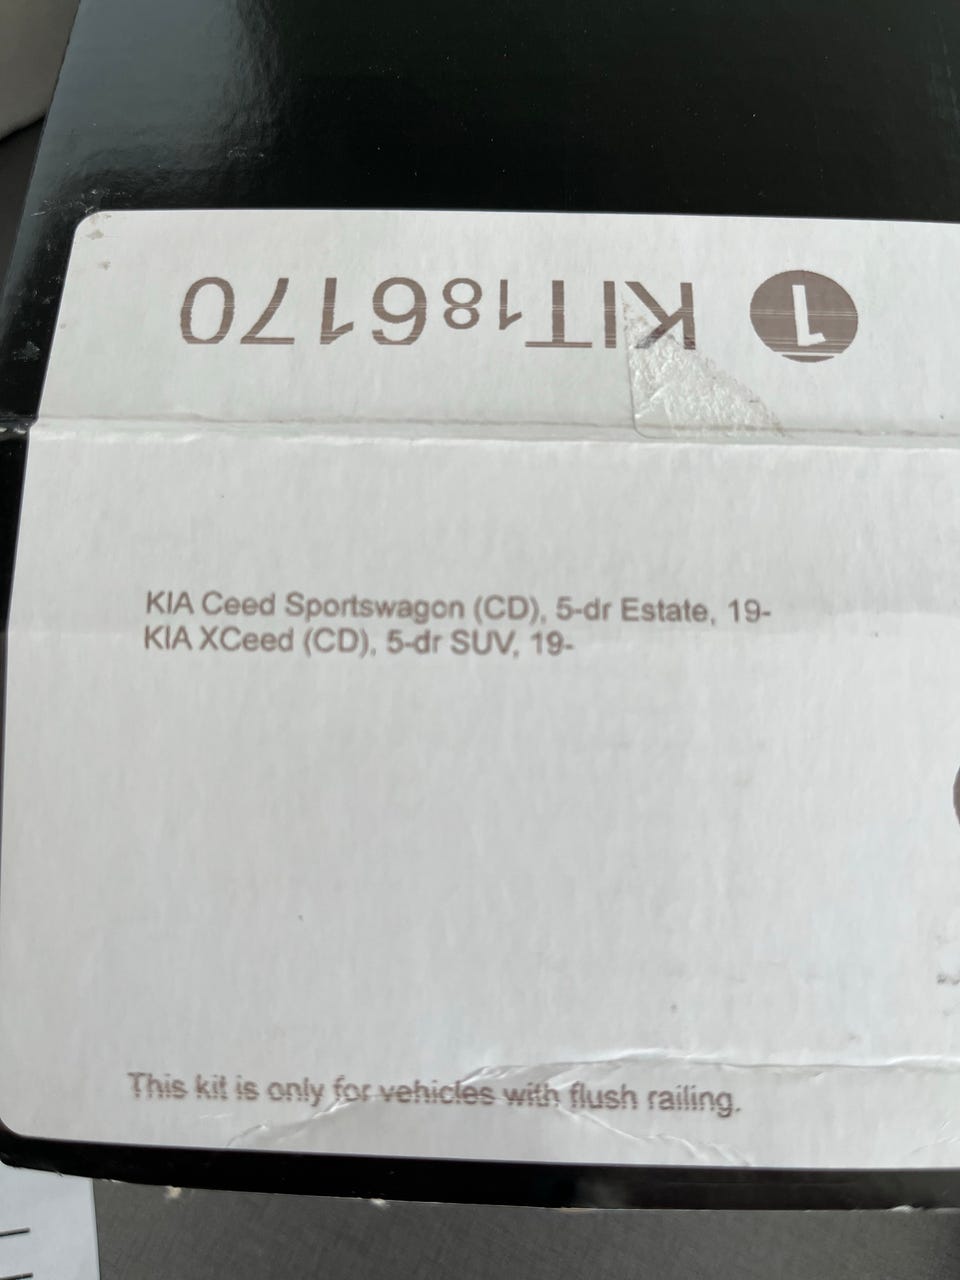 1 KIT186170
KIA Ceed Sportswagon (CD), 5-dr Estate, 19-
KIA XCeed (CD), 5-dr SUV, 19-
This kit is only for vehicles with flush railing.